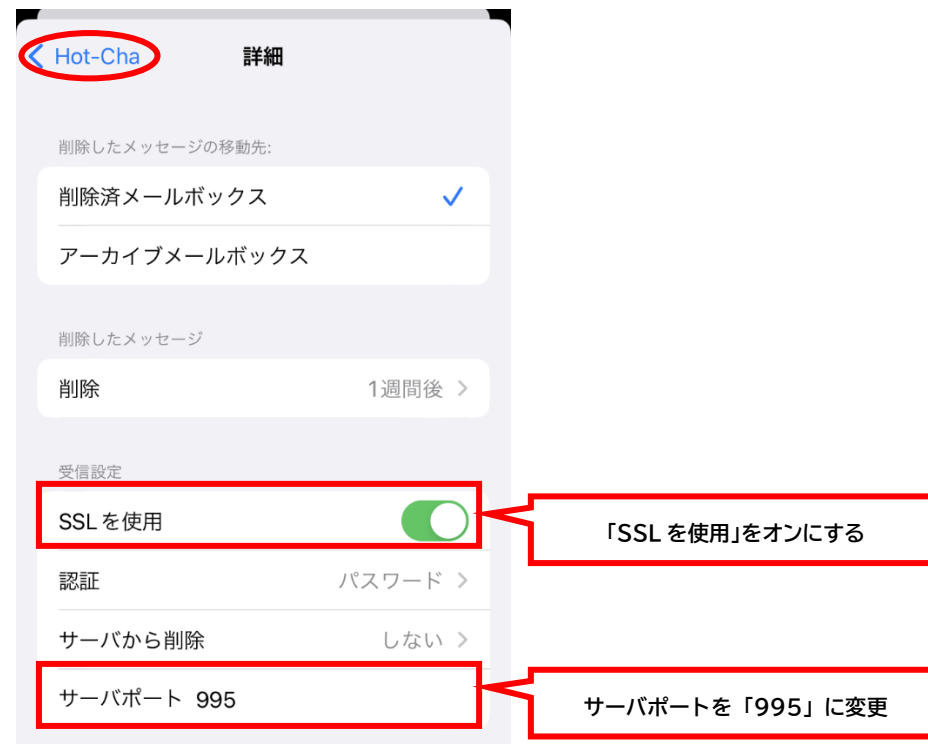 Hot-Cha
詳細
削除したメッセージの移動先:
削除済メールボックス
アーカイブメールボックス
削除したメッセージ
削除 1週間後
受信設定
SSLを使用
「SSLを使用」をオンにする
認証 パスワード
サーバから削除 しない
サーバポート 995
サーバポートを「995」に変更